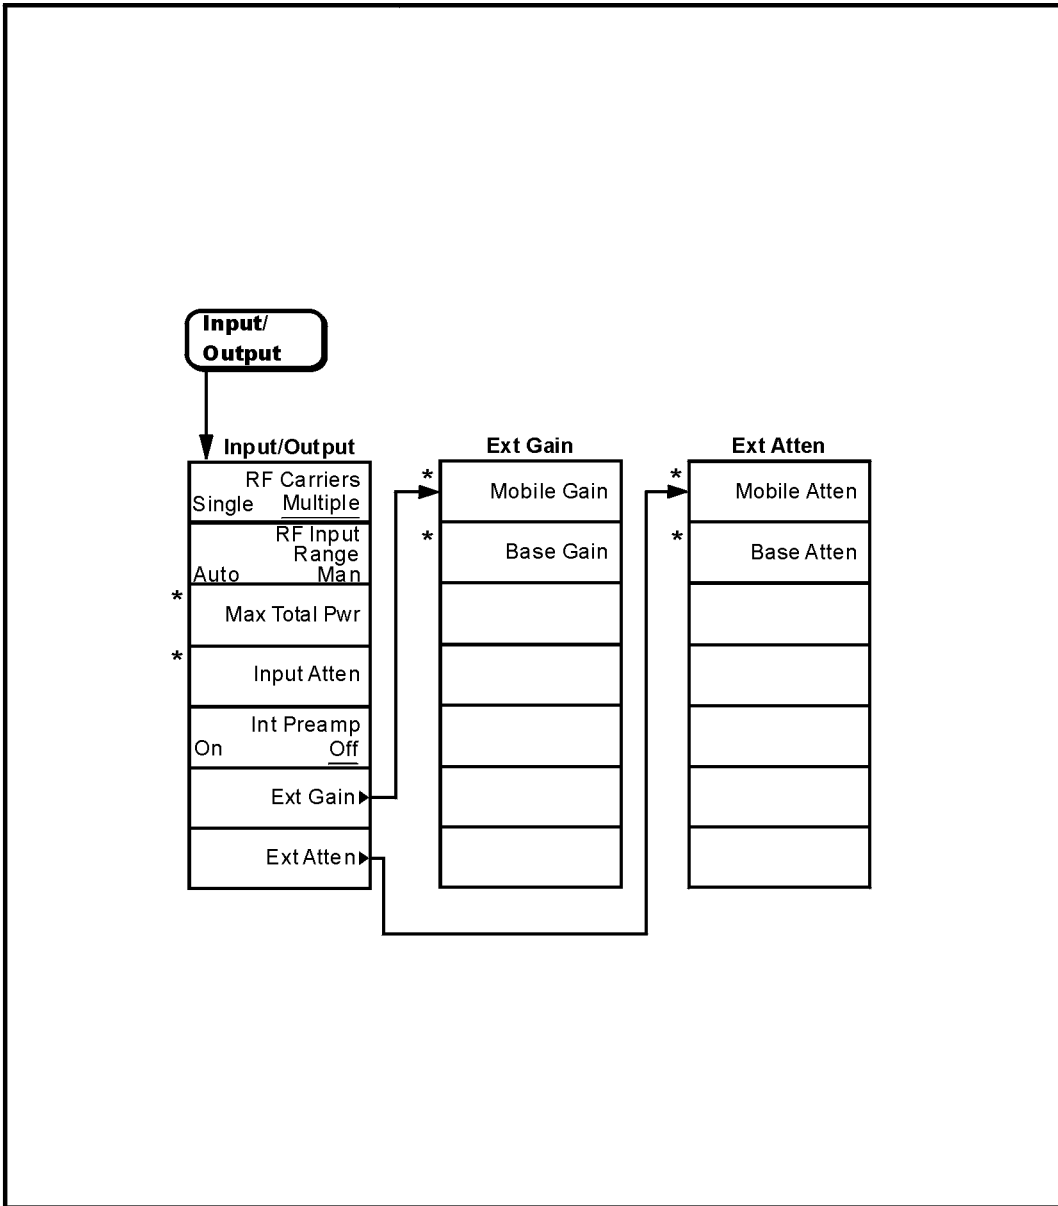 Input/
Output
Input/Output
RF Carriers
Single Multiple
RF Input
Range
Auto Man
* Max Total Pwr
* Input Atten
Int Preamp
On Off
Ext Gain
Ext Atten
Ext Gain
* Mobile Gain
* Base Gain
Ext Atten
* Mobile Atten
* Base Atten